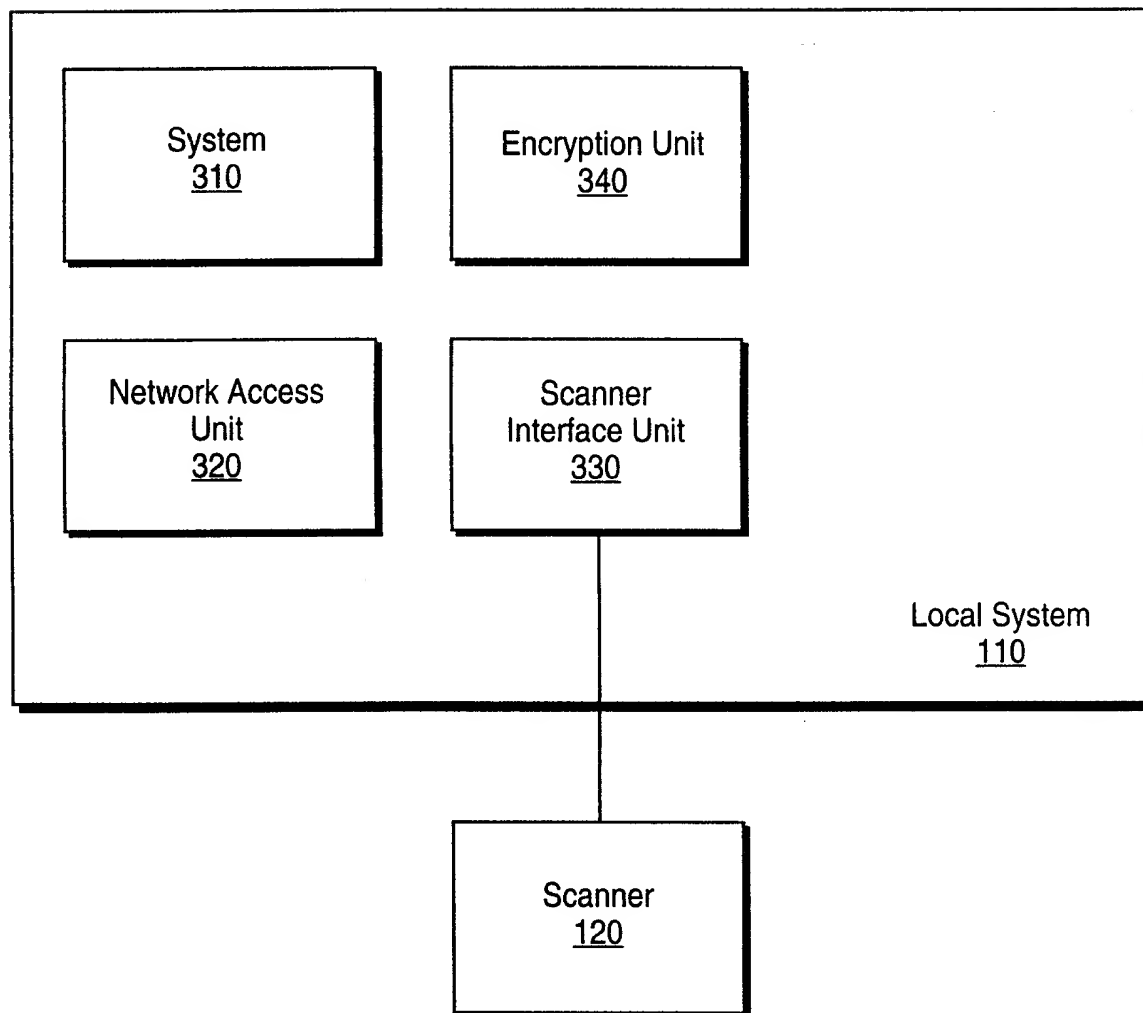 System
310
Encryption Unit
340
Network Access
Unit
320
Scanner
Interface Unit
330
Local System
110
Scanner
120